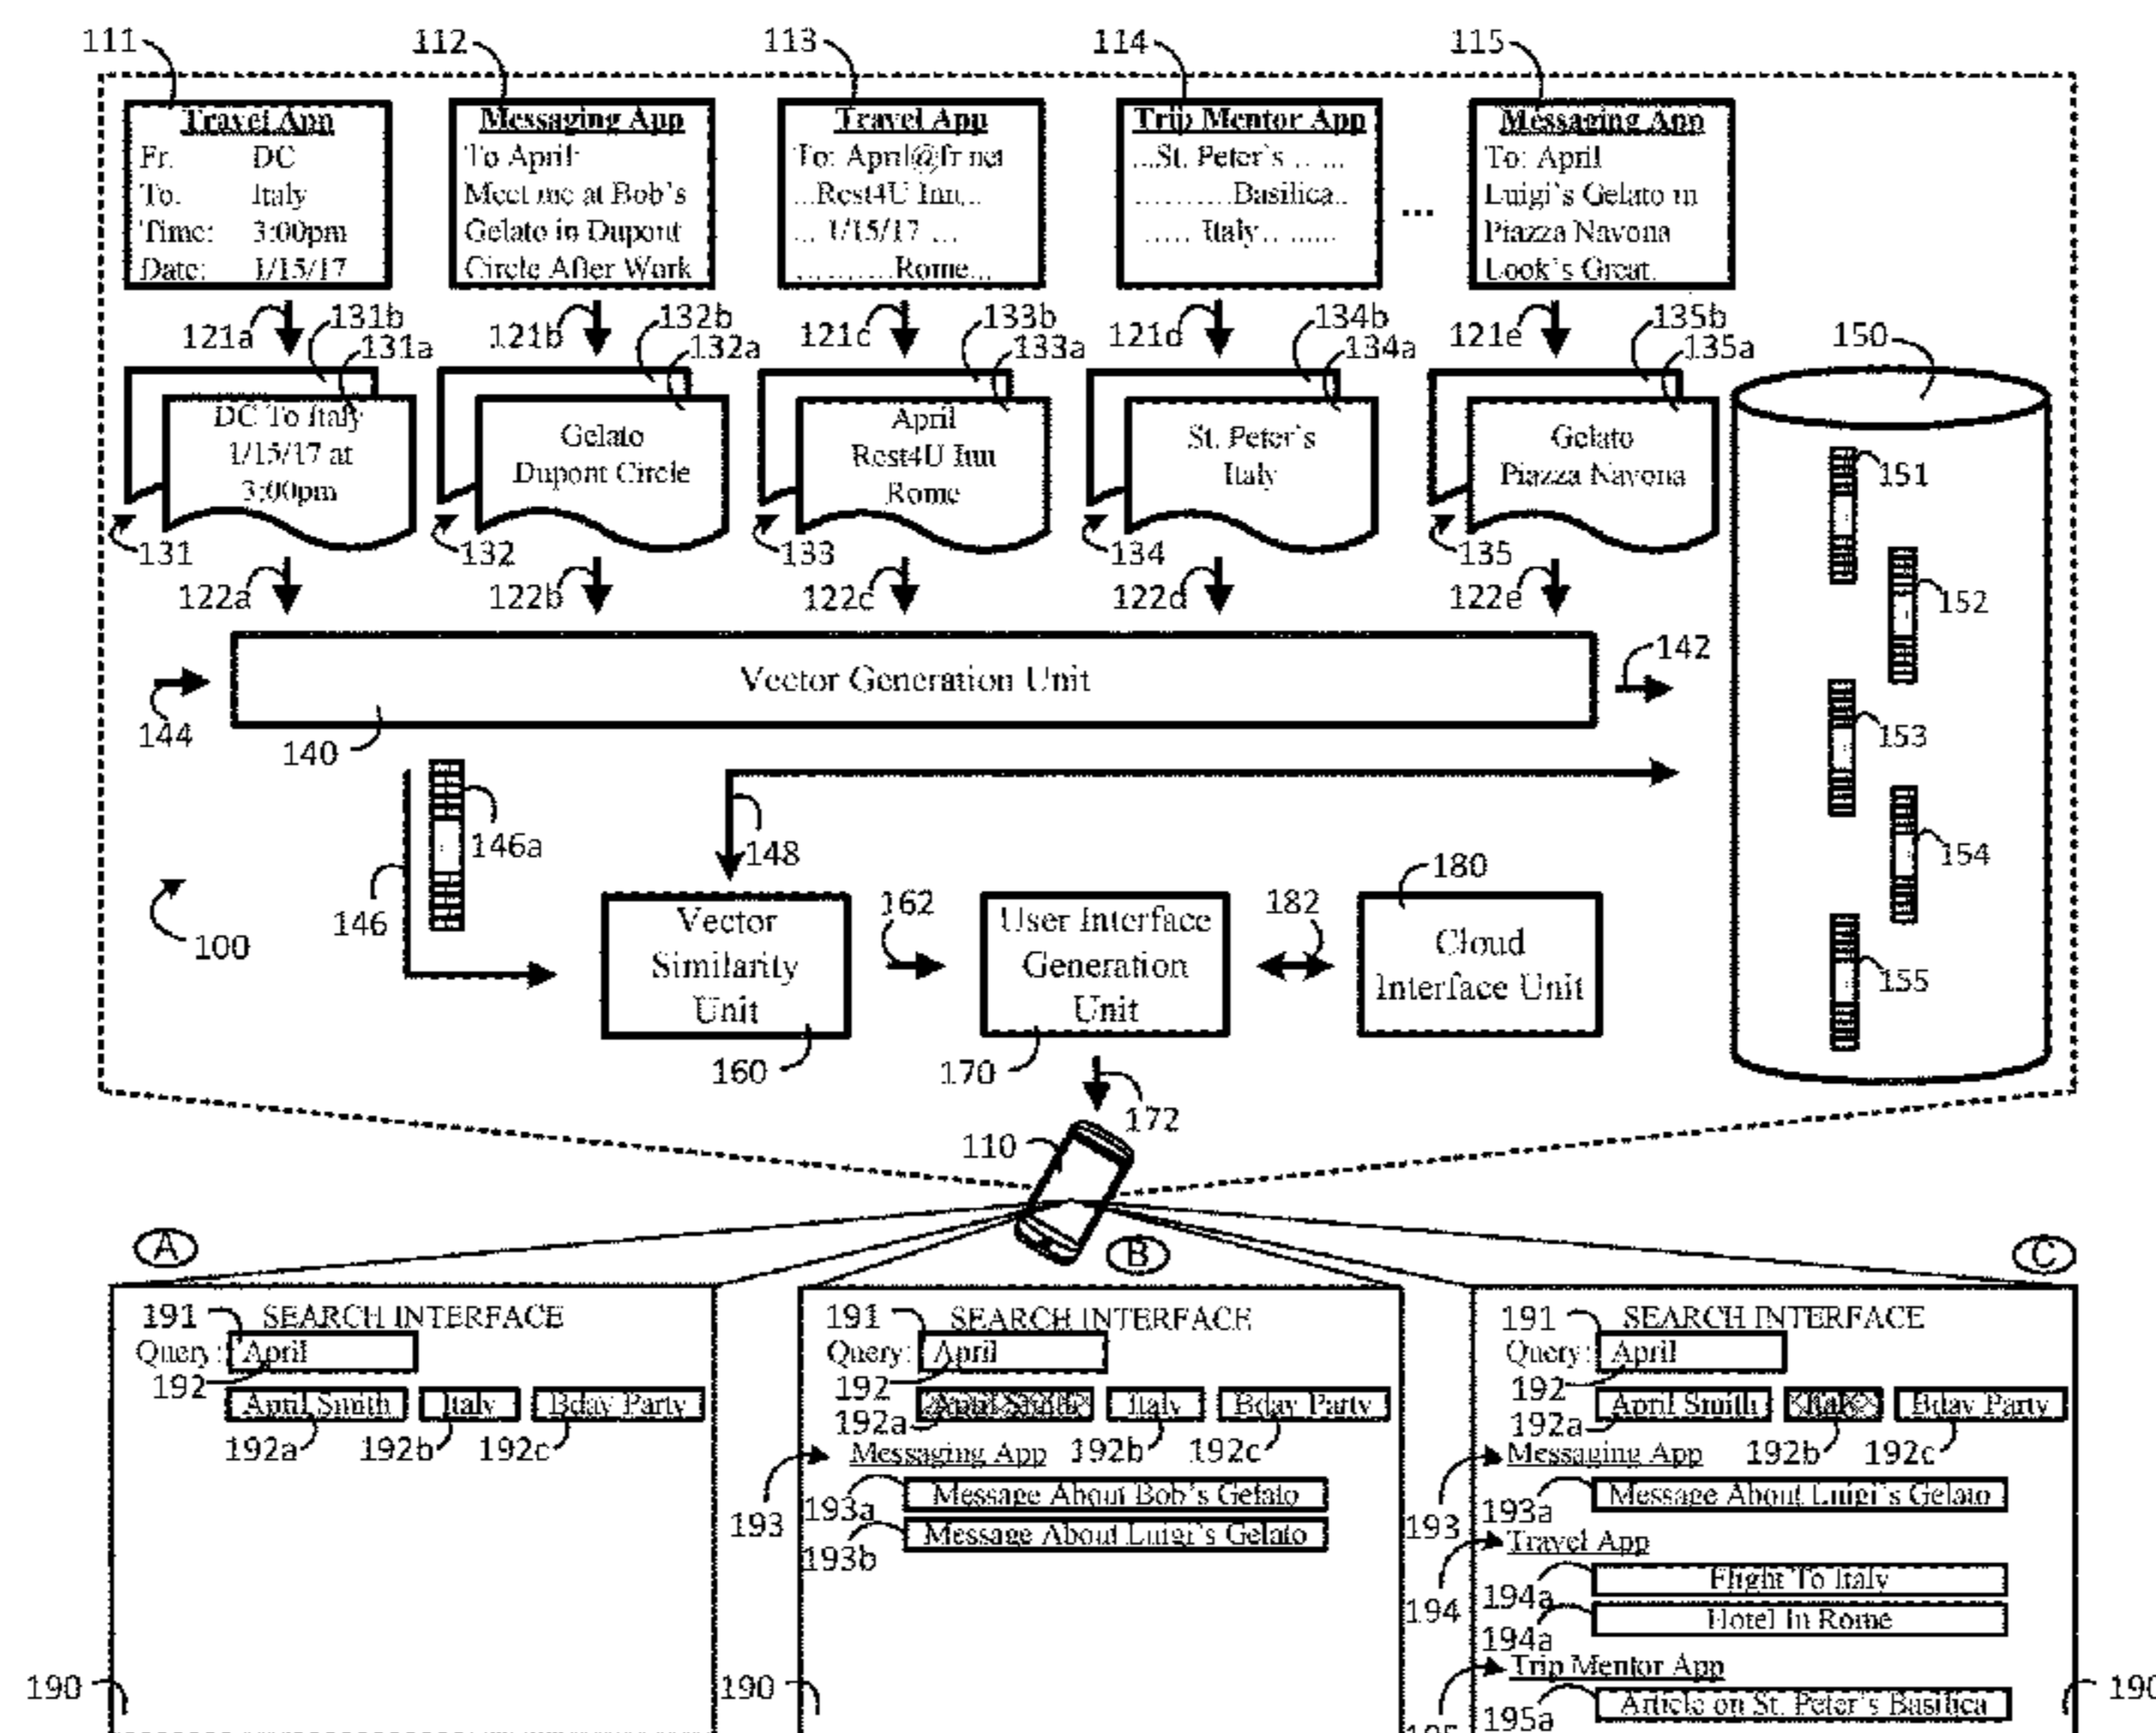 111 112 113 114 115
Travel App
Fr. DC
To. Italy
Time: 3:00pm
Date: 1/15/17
Messaging App
To April
Meet me at Bob's
Gelato in Dupont
Circle After Work
Travel App
To: April@fr.net
...Rest4U Inn...
... 1/15/17 ...
..........Rome...
Trip Mentor App
...St. Peter's .. ...
..........Basilica..
..... Italy.. ......
...
Messaging App
To: April
Luigi's Gelato in
Piazza Navona
Look's Great.
121a 131b 131a
121b 132b 132a
121c 133b 133a
121d 134b 134a
121e 135b 135a
150
DC To Italy
1/15/17 at
3:00pm
Gelato
Dupont Circle
April
Rest4U Inn
Rome
St. Peter's
Italy
Gelato
Piazza Navona
131 132 133 134 135
122a 122b 122c 122d 122e
151
152
153
154
155
Vector Generation Unit
144 140 142
146 146a 148
100
Vector
Similarity
Unit
160
162
User Interface
Generation
Unit
170
182
180
Cloud
Interface Unit
172
110
A
191 SEARCH INTERFACE
Query: April
192
April Smith Italy Bday Party
192a 192b 192c
190
B
191 SEARCH INTERFACE
Query: April
192
April Smith Italy Bday Party
192a 192b 192c
Messaging App
193
193a Message About Bob's Gelato
193b Message About Luigi's Gelato
190
C
191 SEARCH INTERFACE
Query: April
192
April Smith Italy Bday Party
192a 192b 192c
Messaging App
193
193a Message About Luigi's Gelato
Travel App
194
194a Flight To Italy
194a Hotel In Rome
Trip Mentor App
195a Article on St. Peter's Basilica
190